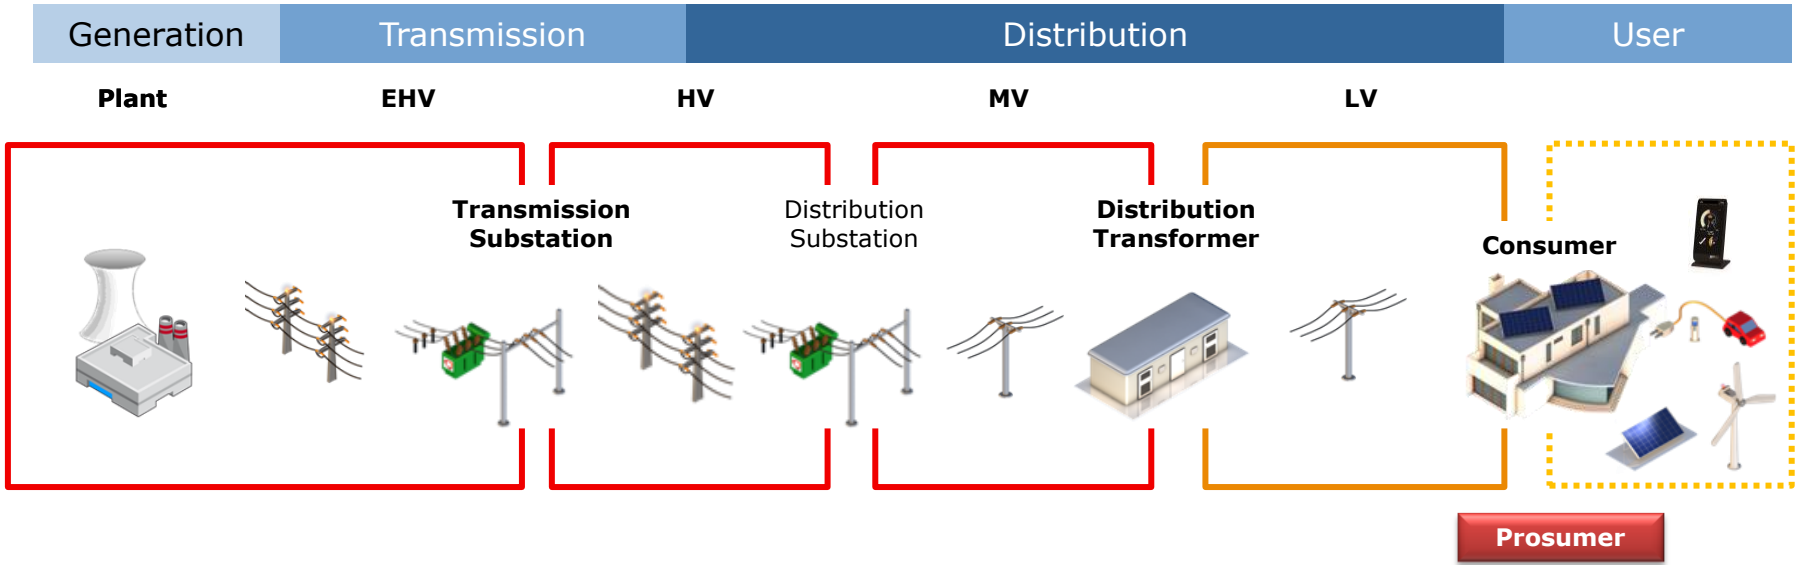 Generation
Transmission
Distribution
User
Plant
EHV
HV
MV
LV
Transmission
Substation
Distribution
Substation
Distribution
Transformer
Consumer
Prosumer